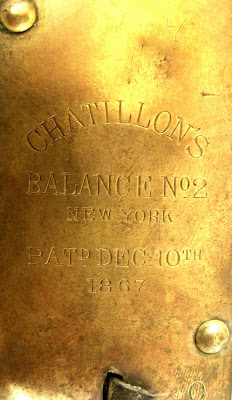 CHATILLON'S
BALANCE No2
NEW YORK
PATD DEC. 10TH
1867